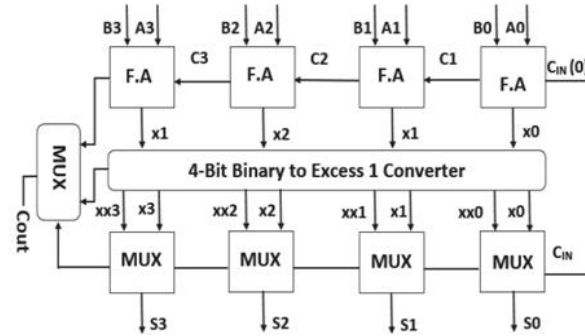 B3 A3 B2 A2 B1 A1 B0 A0
C3 C2 C1 C_IN (0)
F.A F.A F.A F.A
x1 x2 x1 x0
MUX
4-Bit Binary to Excess 1 Converter
Cout
xx3 x3 xx2 x2 xx1 x1 xx0 x0
MUX MUX MUX MUX C_IN
S3 S2 S1 S0